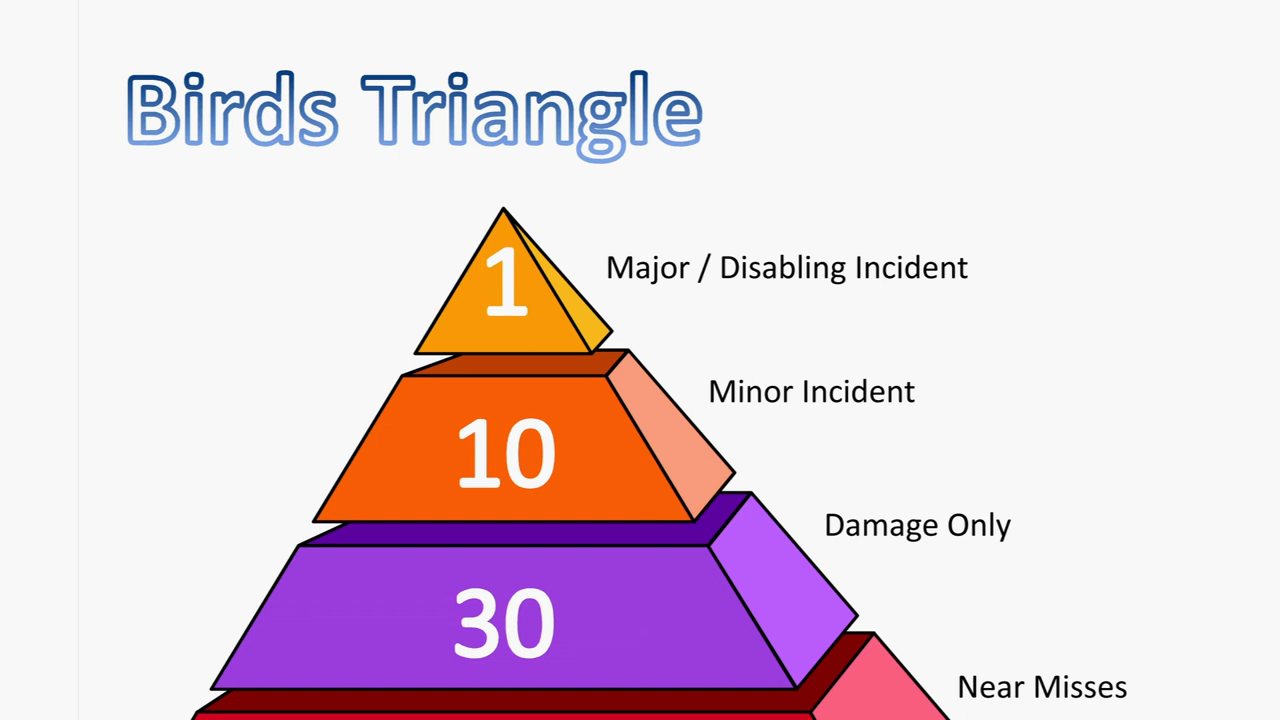 Birds Triangle
1
Major / Disabling Incident
Minor Incident
10
Damage Only
30
Near Misses